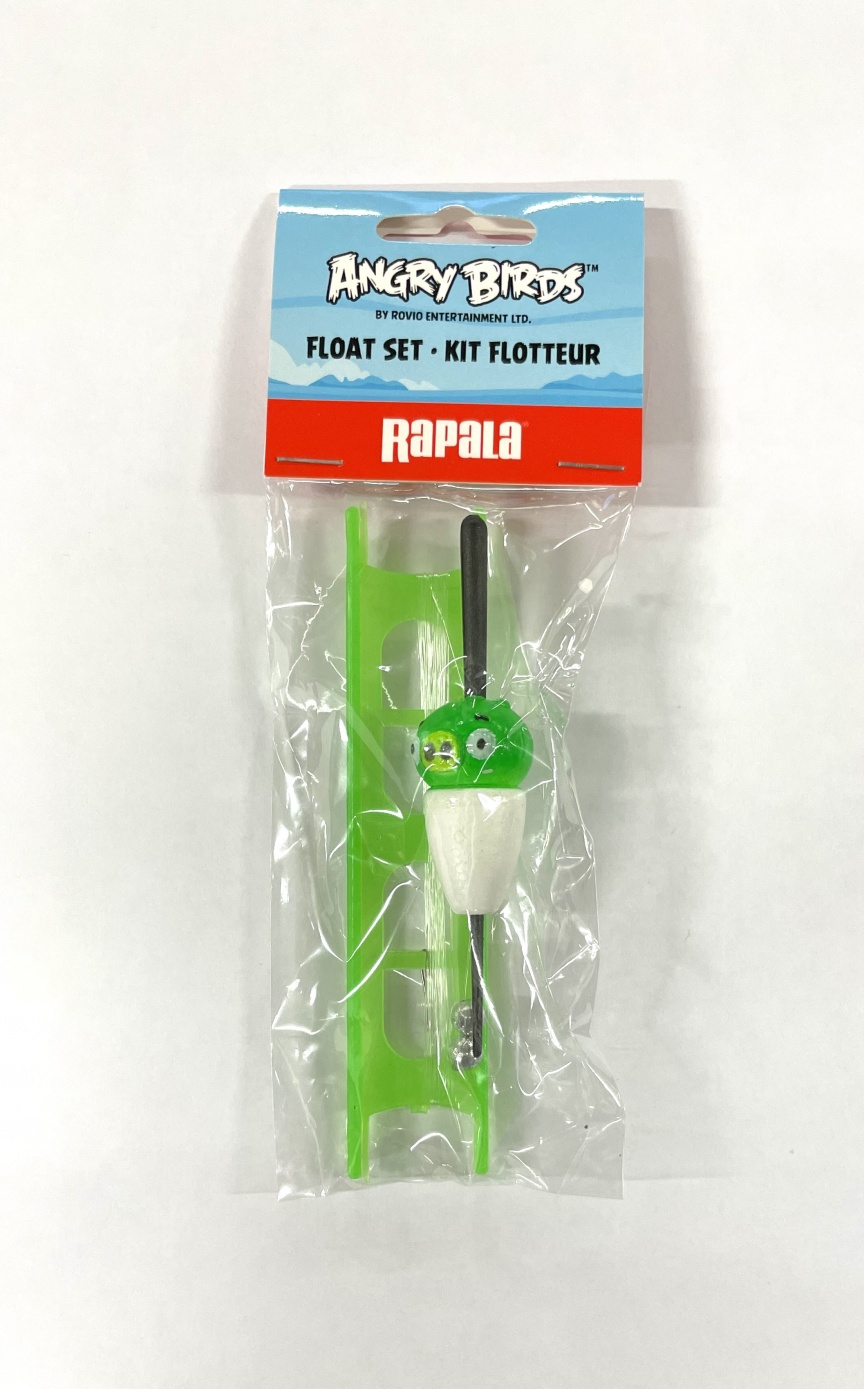 ANGRY BIRDS™
BY ROVIO ENTERTAINMENT LTD.
FLOAT SET • KIT FLOTTEUR
Rapala